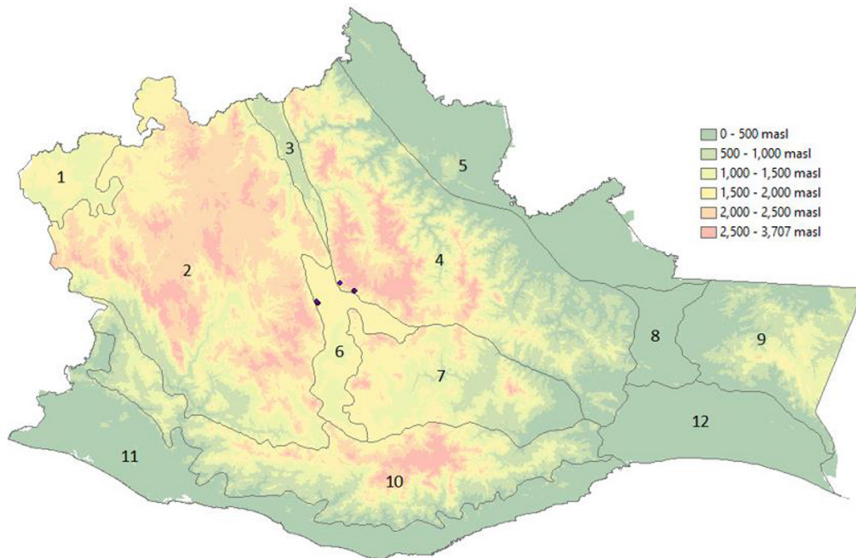 0 - 500 masl
500 - 1,000 masl
1,000 - 1,500 masl
1,500 - 2,000 masl
2,000 - 2,500 masl
2,500 - 3,707 masl
1
2
3
4
5
6
7
8
9
10
11
12